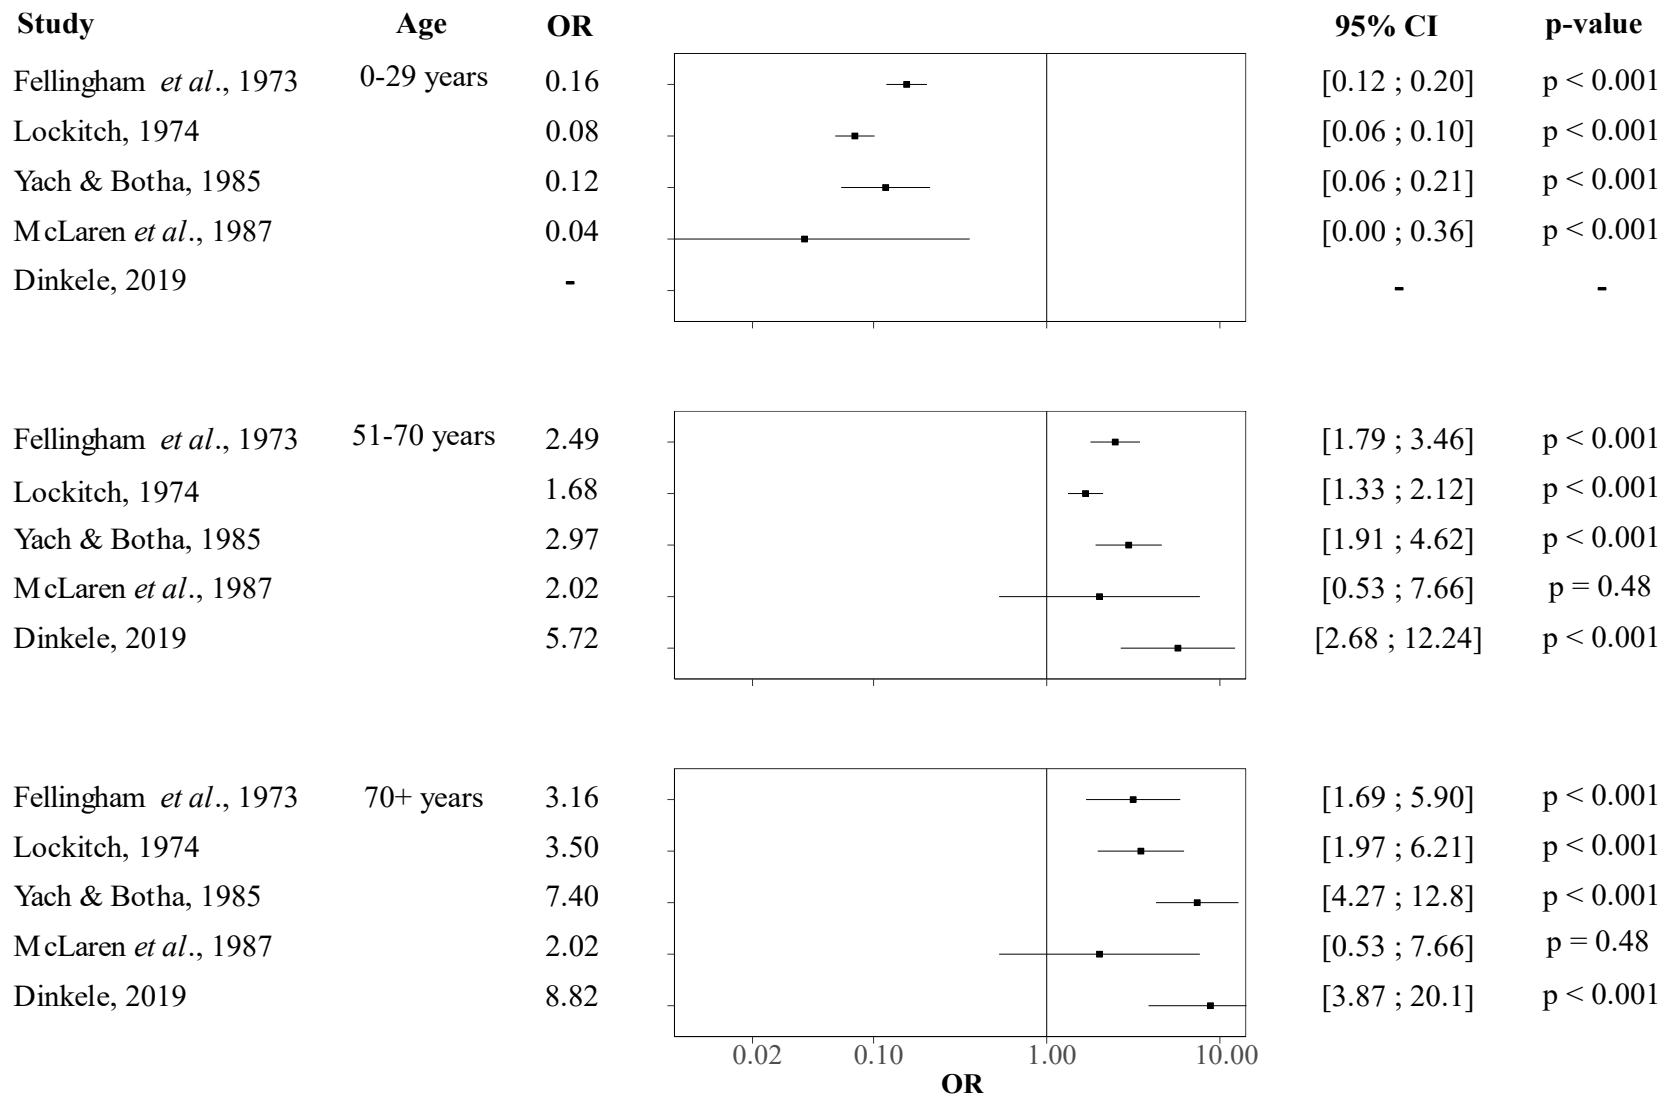 Study Age OR 95% CI p-value
Fellingham et al., 1973 0-29 years 0.16 [0.12 ; 0.20] p < 0.001
Lockitch, 1974 0.08 [0.06 ; 0.10] p < 0.001
Yach & Botha, 1985 0.12 [0.06 ; 0.21] p < 0.001
McLaren et al., 1987 0.04 [0.00 ; 0.36] p < 0.001
Dinkele, 2019 - - -
Fellingham et al., 1973 51-70 years 2.49 [1.79 ; 3.46] p < 0.001
Lockitch, 1974 1.68 [1.33 ; 2.12] p < 0.001
Yach & Botha, 1985 2.97 [1.91 ; 4.62] p < 0.001
McLaren et al., 1987 2.02 [0.53 ; 7.66] p = 0.48
Dinkele, 2019 5.72 [2.68 ; 12.24] p < 0.001
Fellingham et al., 1973 70+ years 3.16 [1.69 ; 5.90] p < 0.001
Lockitch, 1974 3.50 [1.97 ; 6.21] p < 0.001
Yach & Botha, 1985 7.40 [4.27 ; 12.8] p < 0.001
McLaren et al., 1987 2.02 [0.53 ; 7.66] p = 0.48
Dinkele, 2019 8.82 [3.87 ; 20.1] p < 0.001
0.02 0.10 1.00 10.00
OR